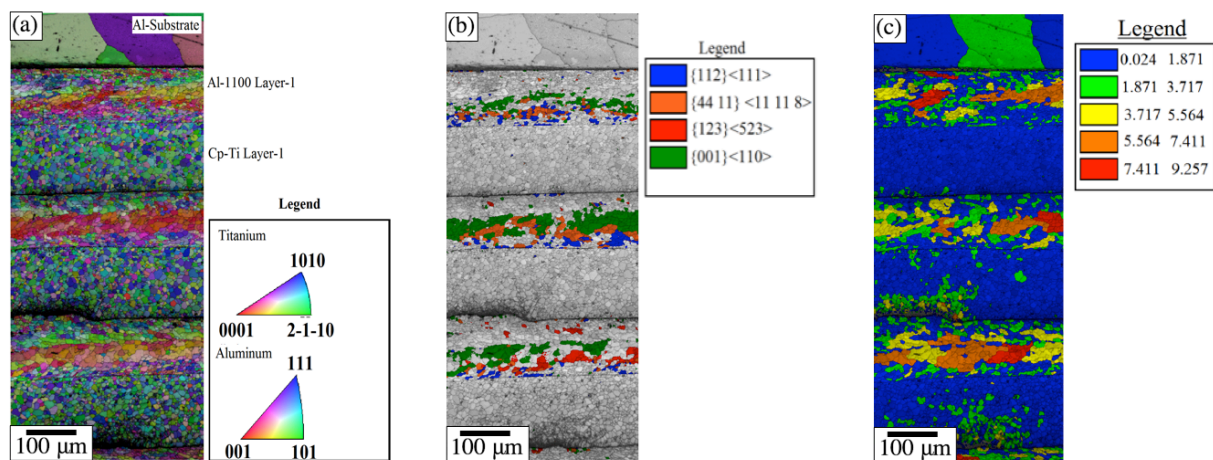 (a)
Al-Substrate
Al-1100 Layer-1
Cp-Ti Layer-1
Legend
Titanium
1010
0001 2-1-10
Aluminum
111
001 101
100 µm
(b)
Legend
{112}<111>
{44 11} <11 11 8>
{123}<523>
{001}<110>
100 µm
(c)
Legend
0.024 1.871
1.871 3.717
3.717 5.564
5.564 7.411
7.411 9.257
100 µm